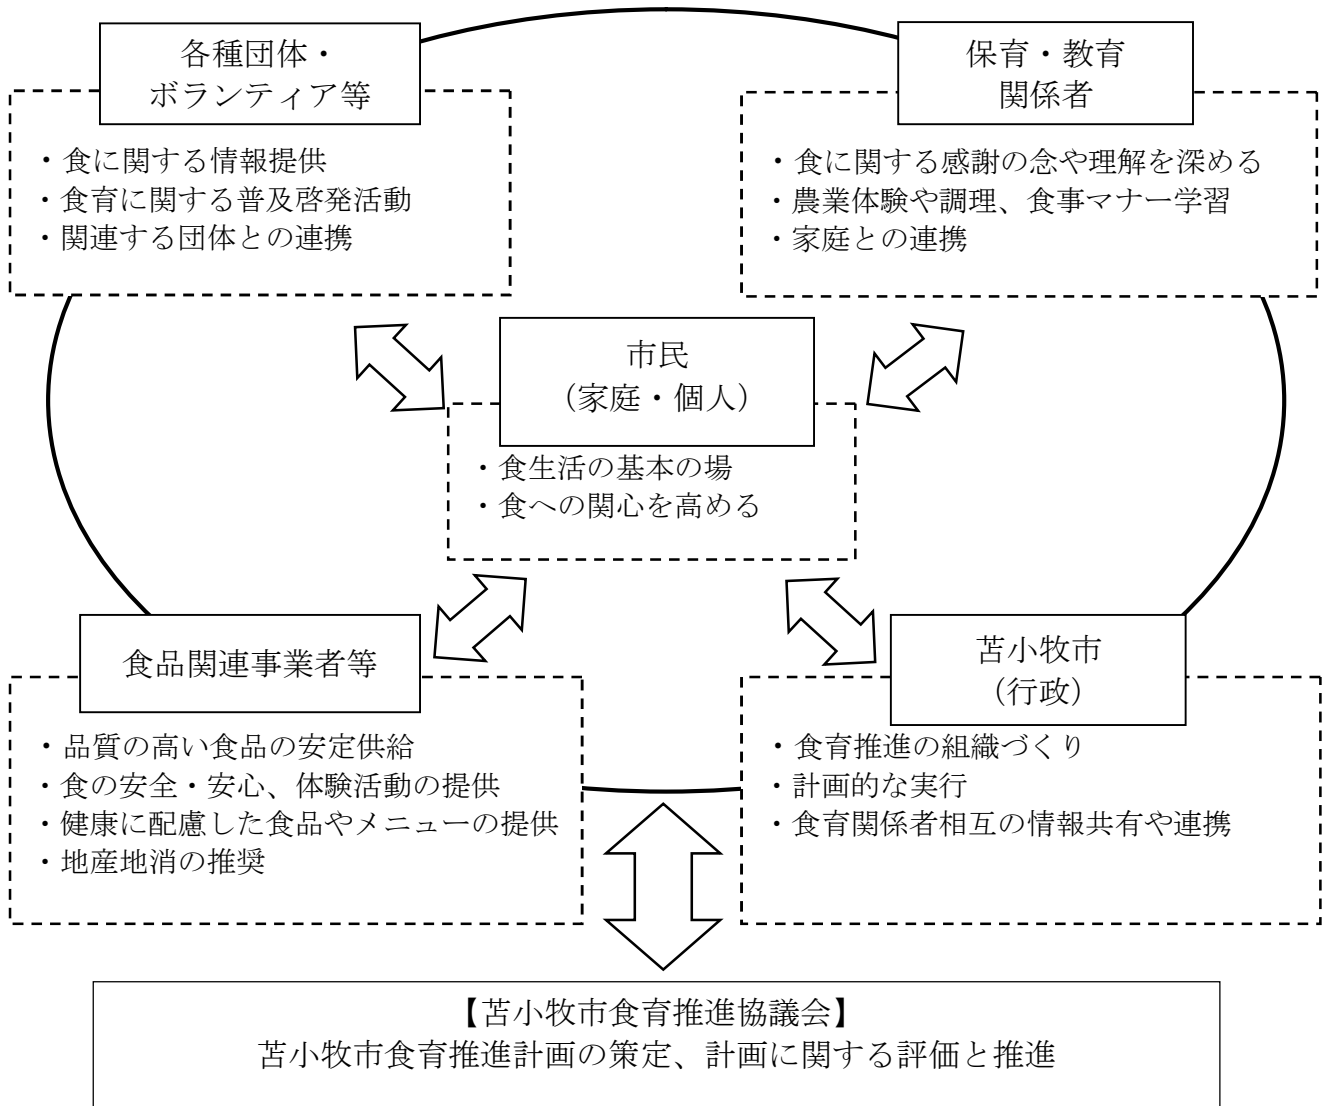 各種団体・
ボランティア等
・食に関する情報提供
・食育に関する普及啓発活動
・関連する団体との連携
保育・教育
関係者
・食に関する感謝の念や理解を深める
・農業体験や調理、食事マナー学習
・家庭との連携
市民
（家庭・個人）
・食生活の基本の場
・食への関心を高める
食品関連事業者等
・品質の高い食品の安定供給
・食の安全・安心、体験活動の提供
・健康に配慮した食品やメニューの提供
・地産地消の推奨
苫小牧市
（行政）
・食育推進の組織づくり
・計画的な実行
・食育関係者相互の情報共有や連携
【苫小牧市食育推進協議会】
苫小牧市食育推進計画の策定、計画に関する評価と推進